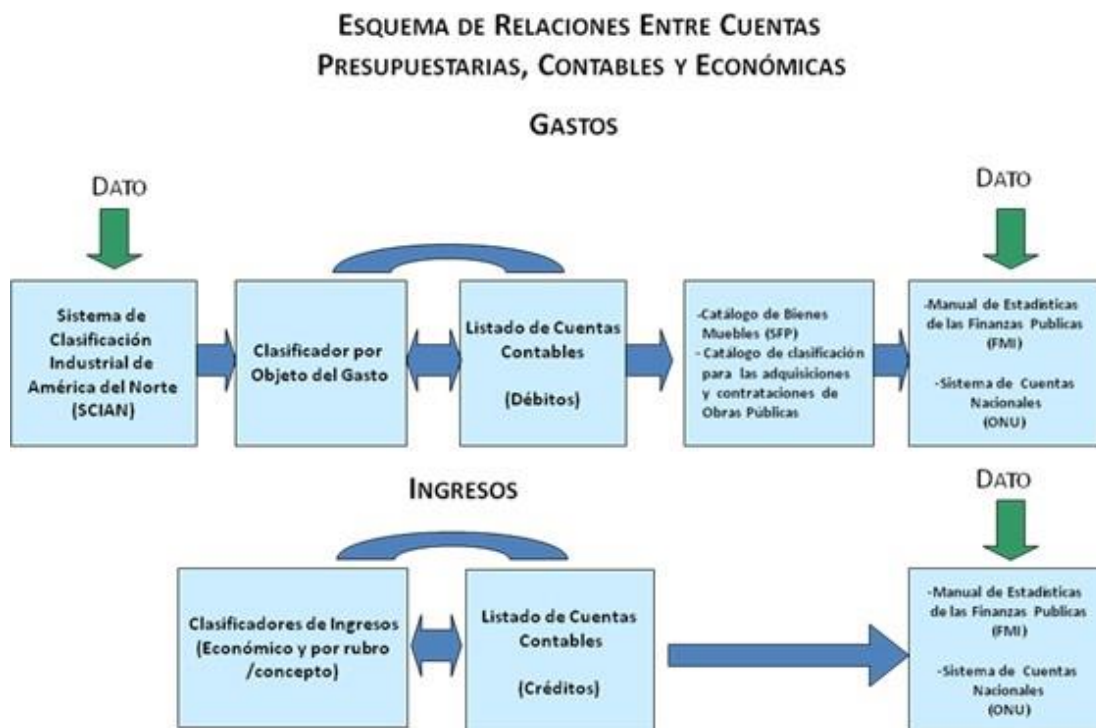 ESQUEMA DE RELACIONES ENTRE CUENTAS
PRESUPUESTARIAS, CONTABLES Y ECONÓMICAS
GASTOS
DATO
DATO
Sistema de
Clasificación
Industrial de
América del Norte
(SCIAN)
Clasificador por
Objeto del Gasto
Listado de Cuentas
Contables
(Débitos)
-Catálogo de Bienes
Muebles (SFP)
- Catálogo de clasificación
para las adquisiciones
y contrataciones de
Obras Públicas
-Manual de Estadísticas
de las Finanzas Publicas
(FMI)
-Sistema de Cuentas
Nacionales
(ONU)
INGRESOS
DATO
Clasificadores de Ingresos
(Económico y por rubro
/concepto)
Listado de Cuentas
Contables
(Créditos)
-Manual de Estadísticas
de las Finanzas Publicas
(FMI)
-Sistema de Cuentas
Nacionales
(ONU)